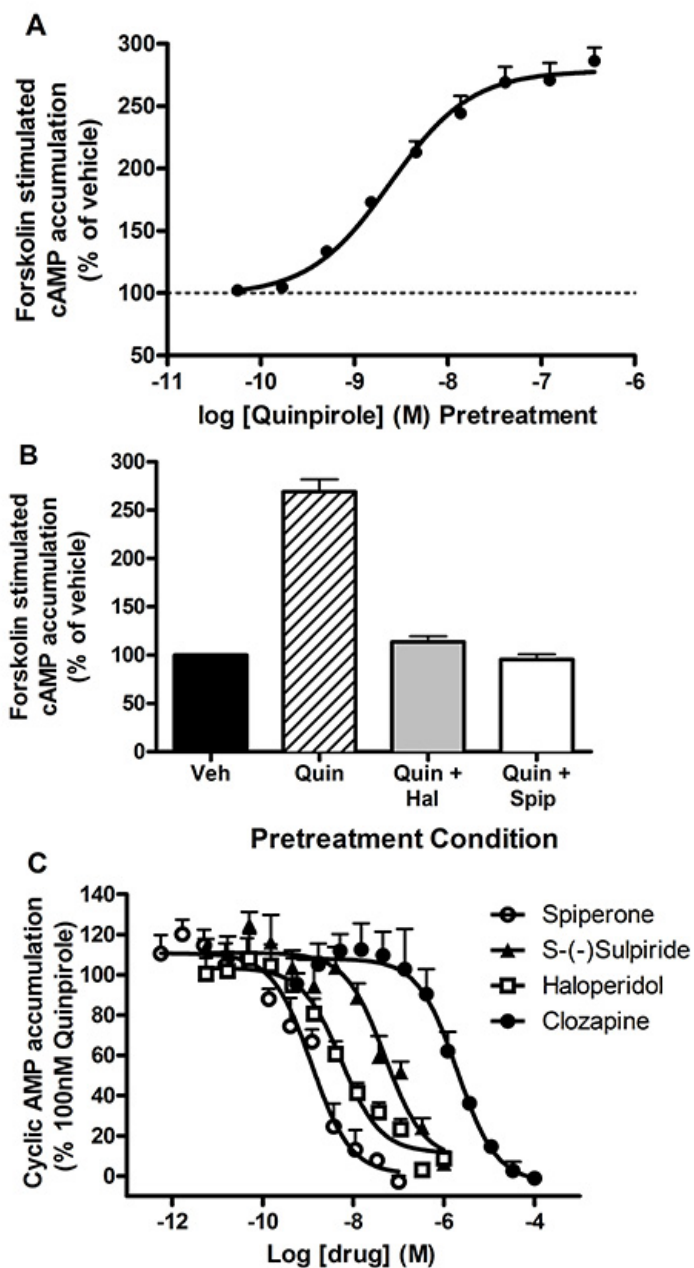 A
Forskolin stimulated
cAMP accumulation
(% of vehicle)
300
250
200
150
100
50
-11
-10
-9
-8
-7
-6
log [Quinpirole] (M) Pretreatment
B
Forskolin stimulated
cAMP accumulation
(% of vehicle)
300
250
200
150
100
50
0
Veh
Quin
Quin +
Hal
Quin +
Spip
Pretreatment Condition
C
Cyclic AMP accumulation
(% 100nM Quinpirole)
140
120
100
80
60
40
20
0
-12
-10
-8
-6
-4
Log [drug] (M)
Spiperone
S-(-)Sulpiride
Haloperidol
Clozapine